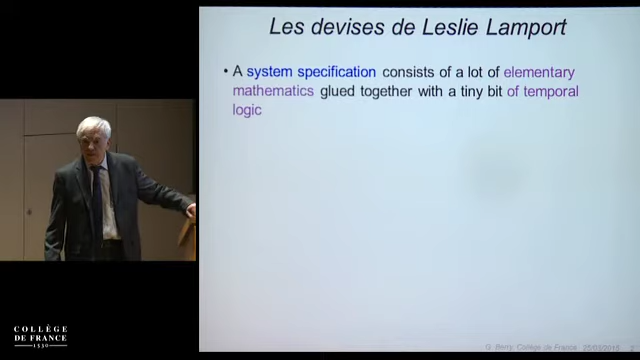 Les devises de Leslie Lamport
• A system specification consists of a lot of elementary
mathematics glued together with a tiny bit of temporal
logic
COLLÈGE
DE FRANCE
1530
G. Berry, Collège de France 25/03/2015 2